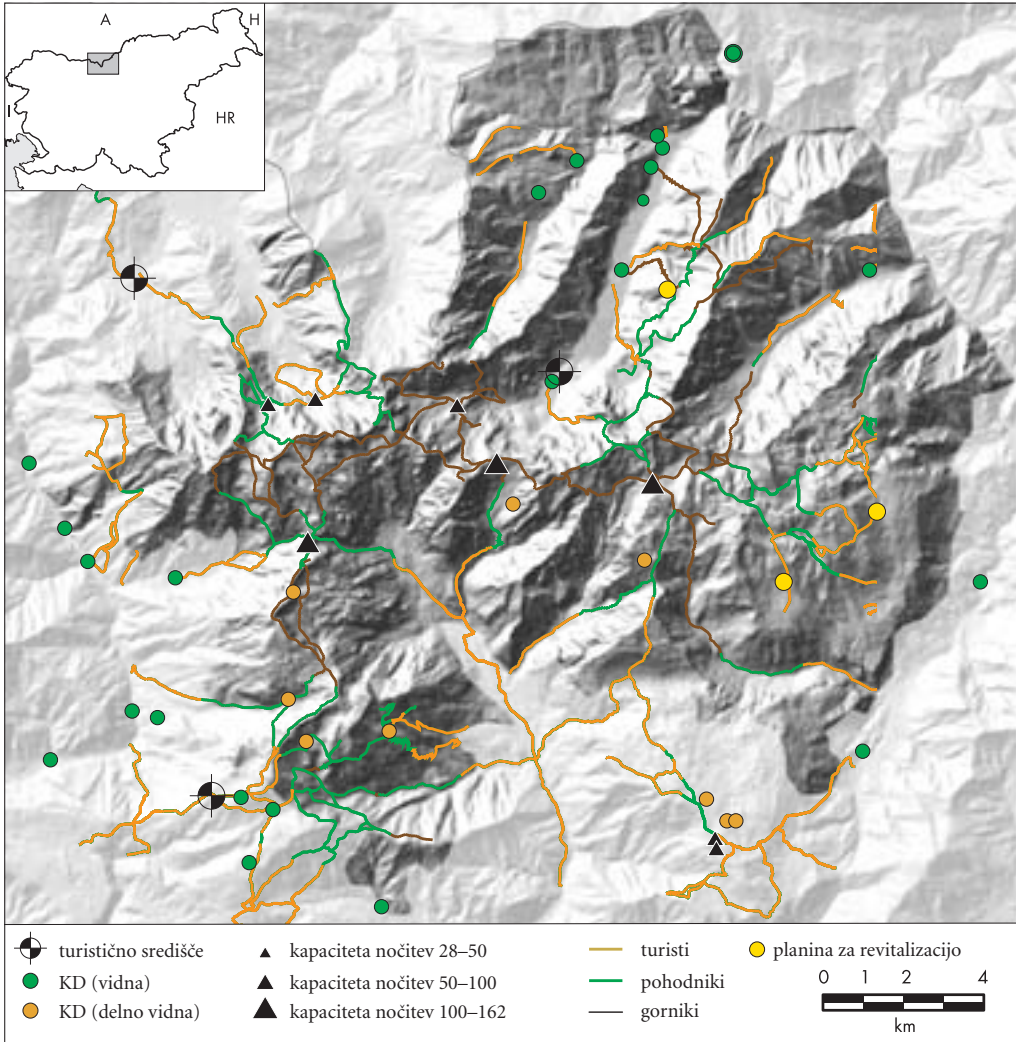 A
H
I
HR
turistično središče
KD (vidna)
KD (delno vidna)
kapaciteta nočitev 28–50
kapaciteta nočitev 50–100
kapaciteta nočitev 100–162
turisti
pohodniki
gorniki
planina za revitalizacijo
0 1 2 4
km